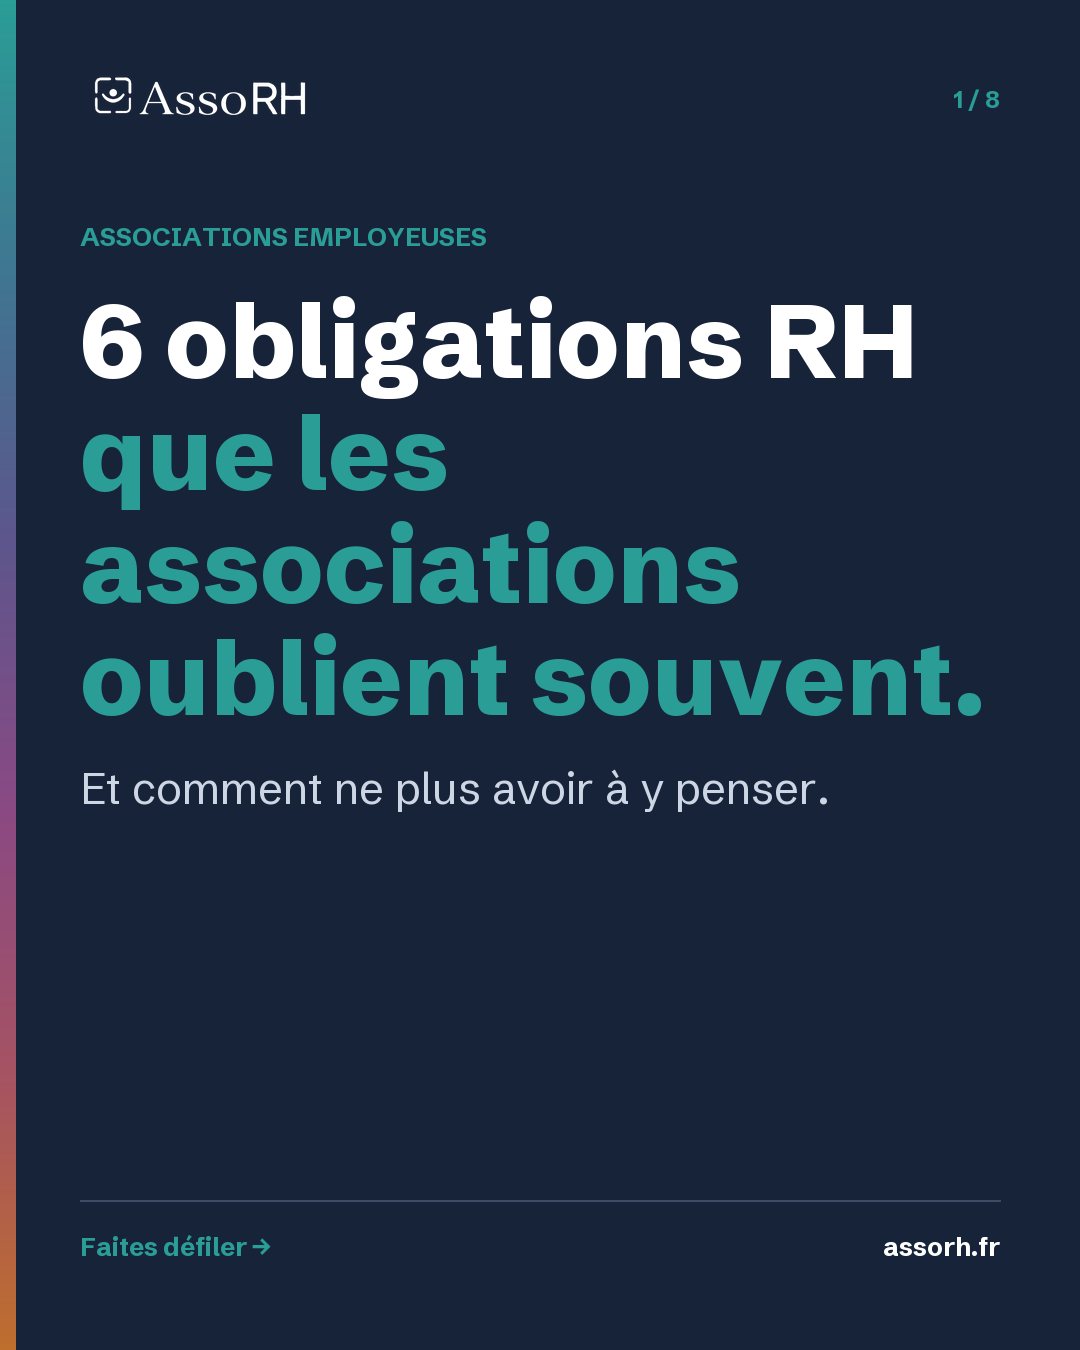 AssoRH
1 / 8
ASSOCIATIONS EMPLOYEUSES
6 obligations RH
que les
associations
oublient souvent.
Et comment ne plus avoir à y penser.
Faites défiler →
assorh.fr